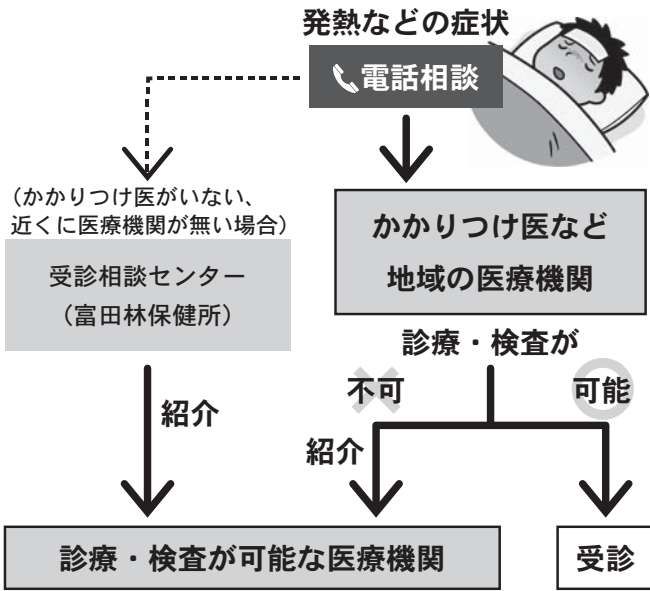 発熱などの症状
電話相談
（かかりつけ医がいない、
近くに医療機関が無い場合）
受診相談センター
（富田林保健所）
かかりつけ医など
地域の医療機関
診療・検査が
不可
可能
紹介
紹介
診療・検査が可能な医療機関
受診